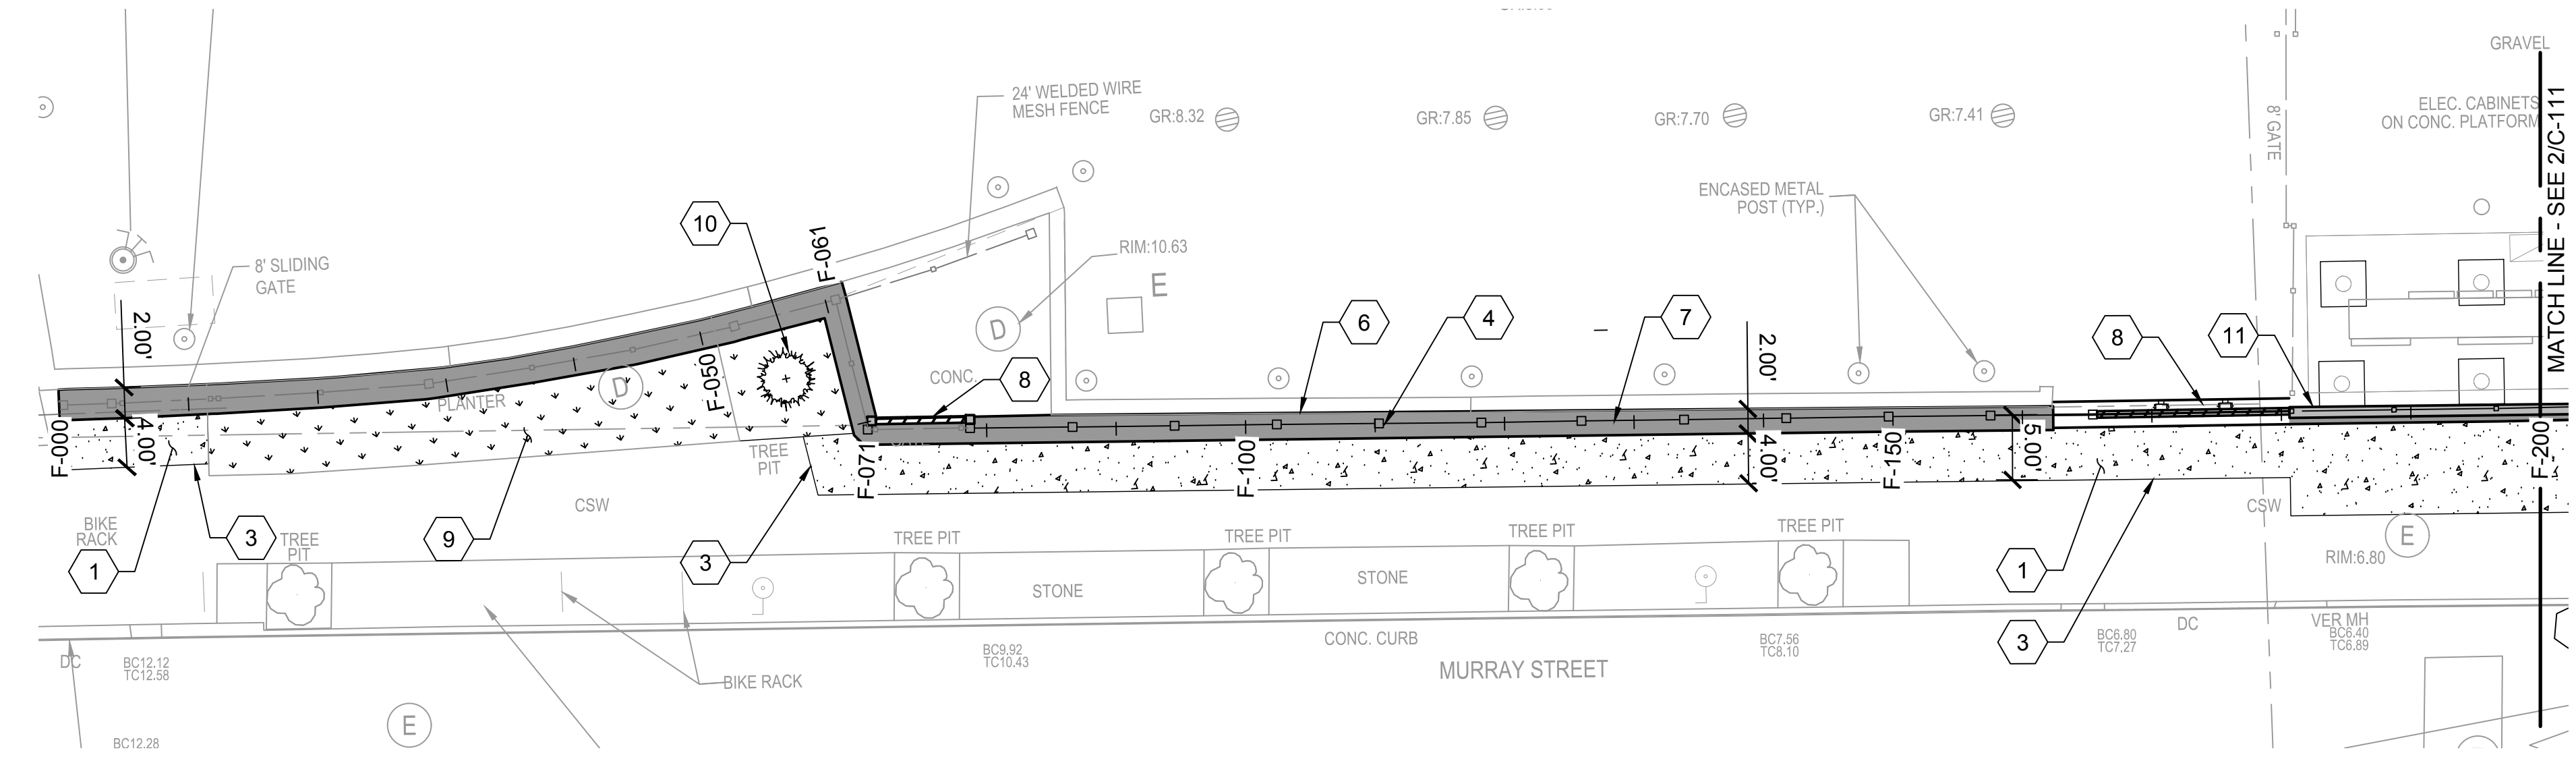 GRAVEL
24' WELDED WIRE
MESH FENCE
GR:8.32
GR:7.85
GR:7.70
GR:7.41
8' GATE
ELEC. CABINETS
ON CONC. PLATFORM
MATCH LINE - SEE 2/C-111
ENCASED METAL
POST (TYP.)
10
F-061
RIM:10.63
E
D
8' SLIDING
GATE
2.00'
6
4
7
2.00'
8
11
F-050
D
CONC.
8
PLANTER
F-000
4.00'
TREE
PIT
F-071
F-100
4.00'
F-150
5.00'
F-200
CSW
CSW
BIKE
RACK
1
3
TREE
PIT
9
3
TREE PIT
TREE PIT
TREE PIT
TREE PIT
E
RIM:6.80
1
STONE
STONE
CONC. CURB
3
DC
VER MH
DC
BC12.12
TC12.58
BC9.92
TC10.43
BC7.56
TC8.10
BC6.80
TC7.27
BC6.40
TC6.89
BIKE RACK
MURRAY STREET
E
BC12.28